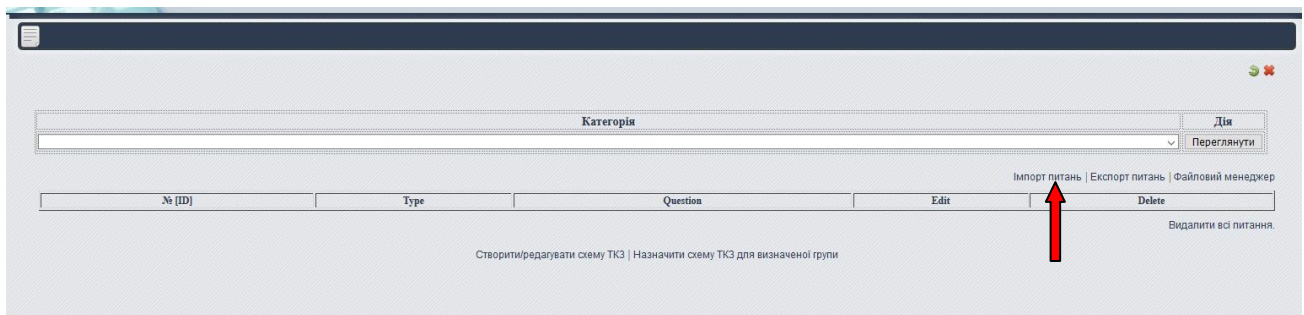 Категорія Дія
Переглянути
Імпорт питань | Експорт питань | Файловий менеджер
№ [ID] Type Question Edit Delete
Видалити всі питання.
Створити/редагувати схему ТКЗ | Назначити схему ТКЗ для визначеної групи